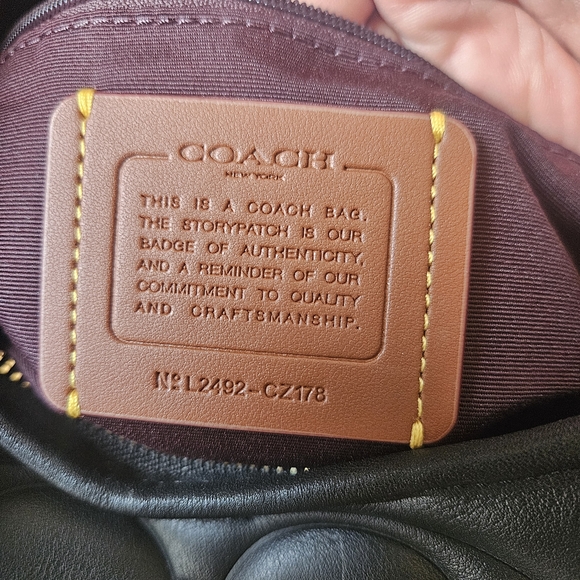 COACH
NEW YORK
THIS IS A COACH BAG.
THE STORYPATCH IS OUR
BADGE OF AUTHENTICITY,
AND A REMINDER OF OUR
COMMITMENT TO QUALITY
AND CRAFTSMANSHIP.
Nº L2492-CZ178